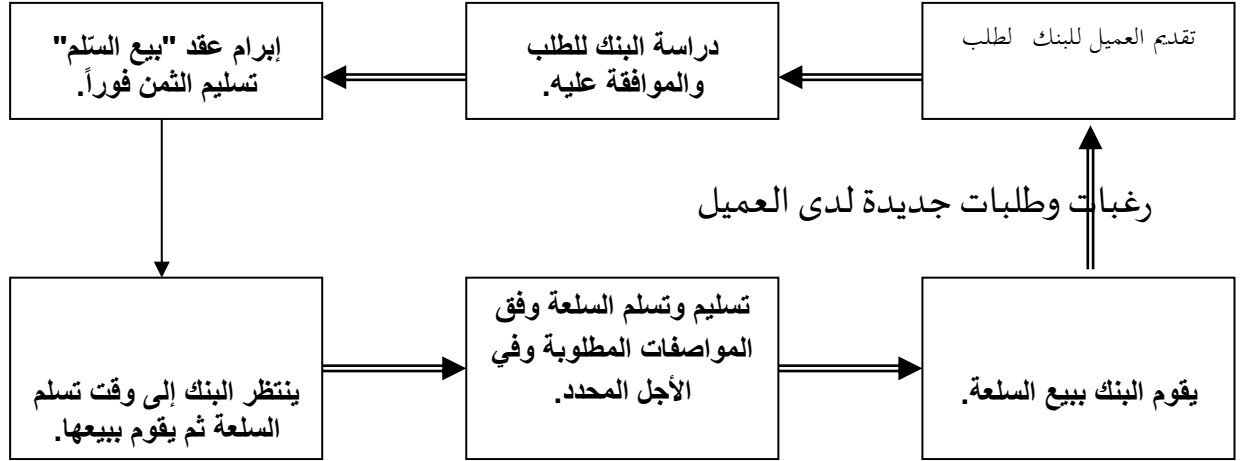 تقديم العميل للبنك لطلب
دراسة البنك للطلب
والموافقة عليه.
إبرام عقد "بيع السّلم"
تسليم الثمن فوراً.
رغبات وطلبات جديدة لدى العميل
ينتظر البنك إلى وقت تسلم
السلعة ثم يقوم ببيعها.
تسليم وتسلم السلعة وفق
المواصفات المطلوبة وفي
الأجل المحدد.
يقوم البنك ببيع السلعة.